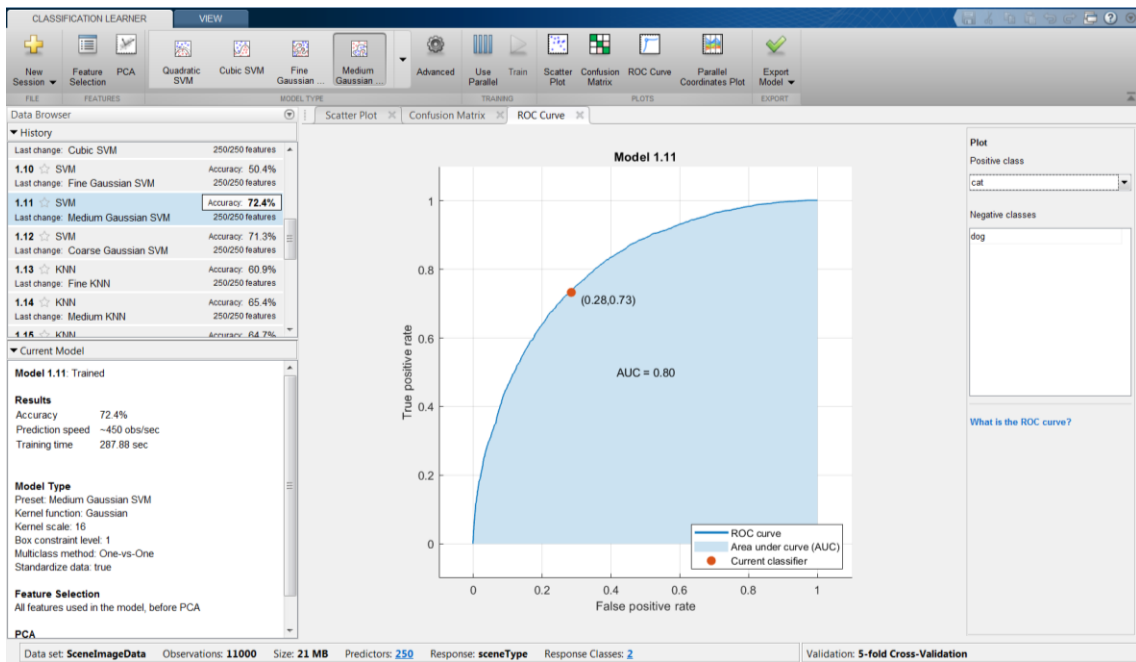 CLASSIFICATION LEARNER VIEW
New Session Feature Selection PCA Quadratic SVM Cubic SVM Fine Gaussian ... Medium Gaussian ... Advanced Use Parallel Train Scatter Plot Confusion Matrix ROC Curve Parallel Coordinates Plot Export Model
FILE FEATURES MODEL TYPE TRAINING PLOTS EXPORT
Data Browser
History
Last change: Cubic SVM 250/250 features
1.10 SVM Accuracy: 50.4%
Last change: Fine Gaussian SVM 250/250 features
1.11 SVM Accuracy: 72.4%
Last change: Medium Gaussian SVM 250/250 features
1.12 SVM Accuracy: 71.3%
Last change: Coarse Gaussian SVM 250/250 features
1.13 KNN Accuracy: 60.9%
Last change: Fine KNN 250/250 features
1.14 KNN Accuracy: 65.4%
Last change: Medium KNN 250/250 features
1.15 KNN Accuracy: 64.7%
Current Model
Model 1.11: Trained
Results
Accuracy 72.4%
Prediction speed ~450 obs/sec
Training time 287.88 sec
Model Type
Preset: Medium Gaussian SVM
Kernel function: Gaussian
Kernel scale: 16
Box constraint level: 1
Multiclass method: One-vs-One
Standardize data: true
Feature Selection
All features used in the model, before PCA
PCA
Scatter Plot Confusion Matrix ROC Curve
Model 1.11
1
0.8
0.6
0.4
0.2
0
True positive rate
(0.28,0.73)
AUC = 0.80
ROC curve
Area under curve (AUC)
Current classifier
0 0.2 0.4 0.6 0.8 1
False positive rate
Plot
Positive class
cat
Negative classes
dog
What is the ROC curve?
Data set: SceneImageData Observations: 11000 Size: 21 MB Predictors: 250 Response: sceneType Response Classes: 2 Validation: 5-fold Cross-Validation